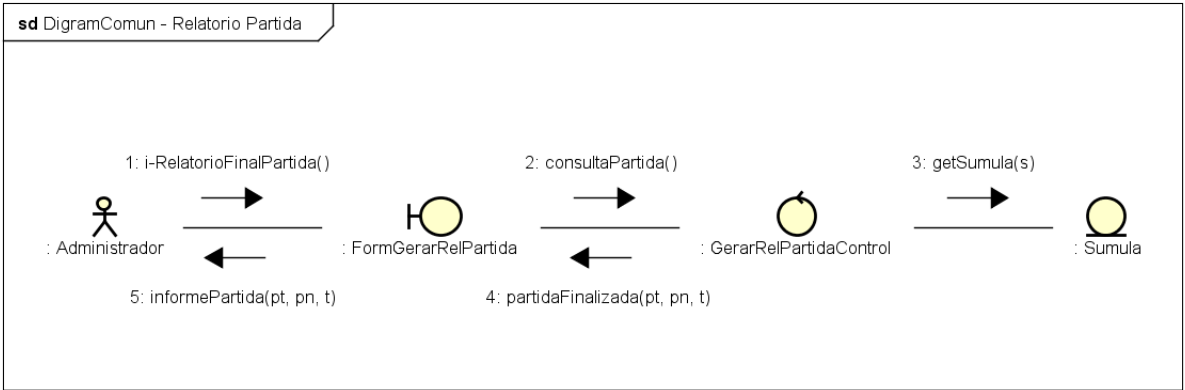 sd DigramComun - Relatorio Partida
1: i-RelatorioFinalPartida()
2: consultaPartida()
3: getSumula(s)
: Administrador
: FormGerarRelPartida
: GerarRelPartidaControl
: Sumula
5: informePartida(pt, pn, t)
4: partidaFinalizada(pt, pn, t)